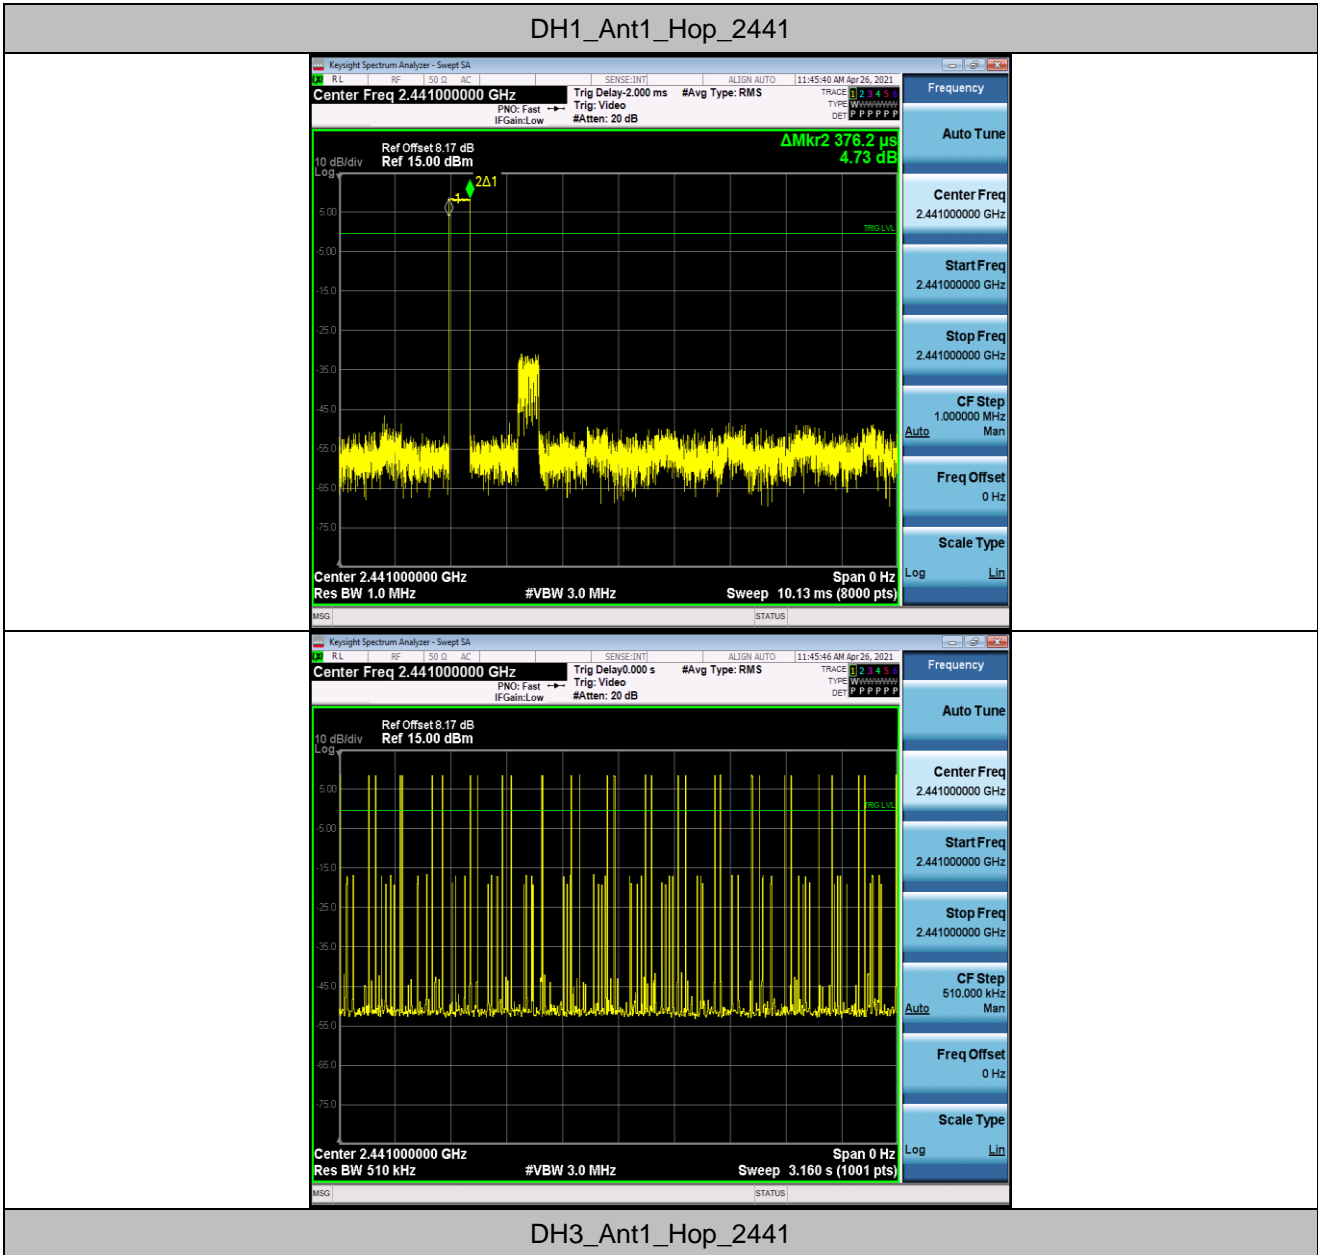 DH1_Ant1_Hop_2441
Keysight Spectrum Analyzer - Swept SA
RL RF 50 Ω AC SENSE:INT ALIGN AUTO 11:45:40 AM Apr 26, 2021
Center Freq 2.441000000 GHz
PNO: Fast
IFGain:Low
Trig Delay-2.000 ms
Trig: Video
#Atten: 20 dB
#Avg Type: RMS
TRACE 1 2 3 4 5 6
TYPE WWWWWW
DET P P P P P P
ΔMkr2 376.2 µs
4.73 dB
Ref Offset 8.17 dB
10 dB/div Ref 15.00 dBm
Log
2Δ1
1
5.00
TRIG LVL
-5.00
-15.0
-25.0
-35.0
-45.0
-55.0
-65.0
-75.0
Center 2.441000000 GHz Span 0 Hz
Res BW 1.0 MHz #VBW 3.0 MHz Sweep 10.13 ms (8000 pts)
MSG STATUS
Frequency
Auto Tune
Center Freq
2.441000000 GHz
Start Freq
2.441000000 GHz
Stop Freq
2.441000000 GHz
CF Step
1.000000 MHz
Auto Man
Freq Offset
0 Hz
Scale Type
Log Lin
Keysight Spectrum Analyzer - Swept SA
RL RF 50 Ω AC SENSE:INT ALIGN AUTO 11:45:46 AM Apr 26, 2021
Center Freq 2.441000000 GHz
PNO: Fast
IFGain:Low
Trig Delay0.000 s
Trig: Video
#Atten: 20 dB
#Avg Type: RMS
TRACE 1 2 3 4 5 6
TYPE WWWWWW
DET P P P P P P
Ref Offset 8.17 dB
10 dB/div Ref 15.00 dBm
Log
5.00
TRIG LVL
-5.00
-15.0
-25.0
-35.0
-45.0
-55.0
-65.0
-75.0
Center 2.441000000 GHz Span 0 Hz
Res BW 510 kHz #VBW 3.0 MHz Sweep 3.160 s (1001 pts)
MSG STATUS
Frequency
Auto Tune
Center Freq
2.441000000 GHz
Start Freq
2.441000000 GHz
Stop Freq
2.441000000 GHz
CF Step
510.000 kHz
Auto Man
Freq Offset
0 Hz
Scale Type
Log Lin
DH3_Ant1_Hop_2441